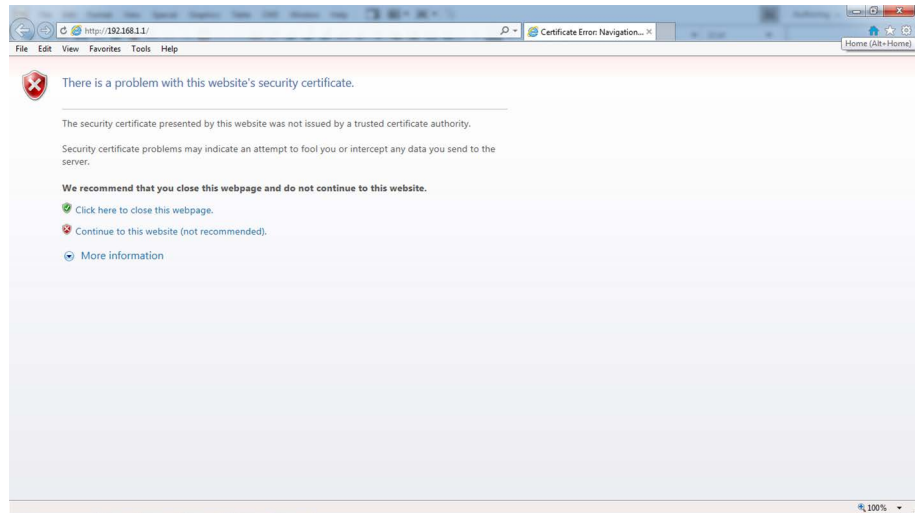 http://192.168.1.1/
Certificate Error: Navigation...
File Edit View Favorites Tools Help
Home (Alt+Home)
There is a problem with this website's security certificate.
The security certificate presented by this website was not issued by a trusted certificate authority.
Security certificate problems may indicate an attempt to fool you or intercept any data you send to the
server.
We recommend that you close this webpage and do not continue to this website.
Click here to close this webpage.
Continue to this website (not recommended).
More information
100%